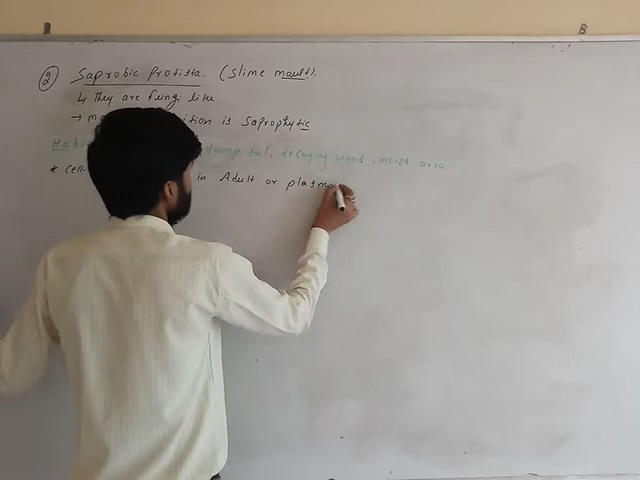 ② Saprobic Protista. (Slime mould).
↳ They are fungi like
→ ition is Saprophytic
Hab damp soil, decaying wood, moist area
* Cell- in Adult or plasmo